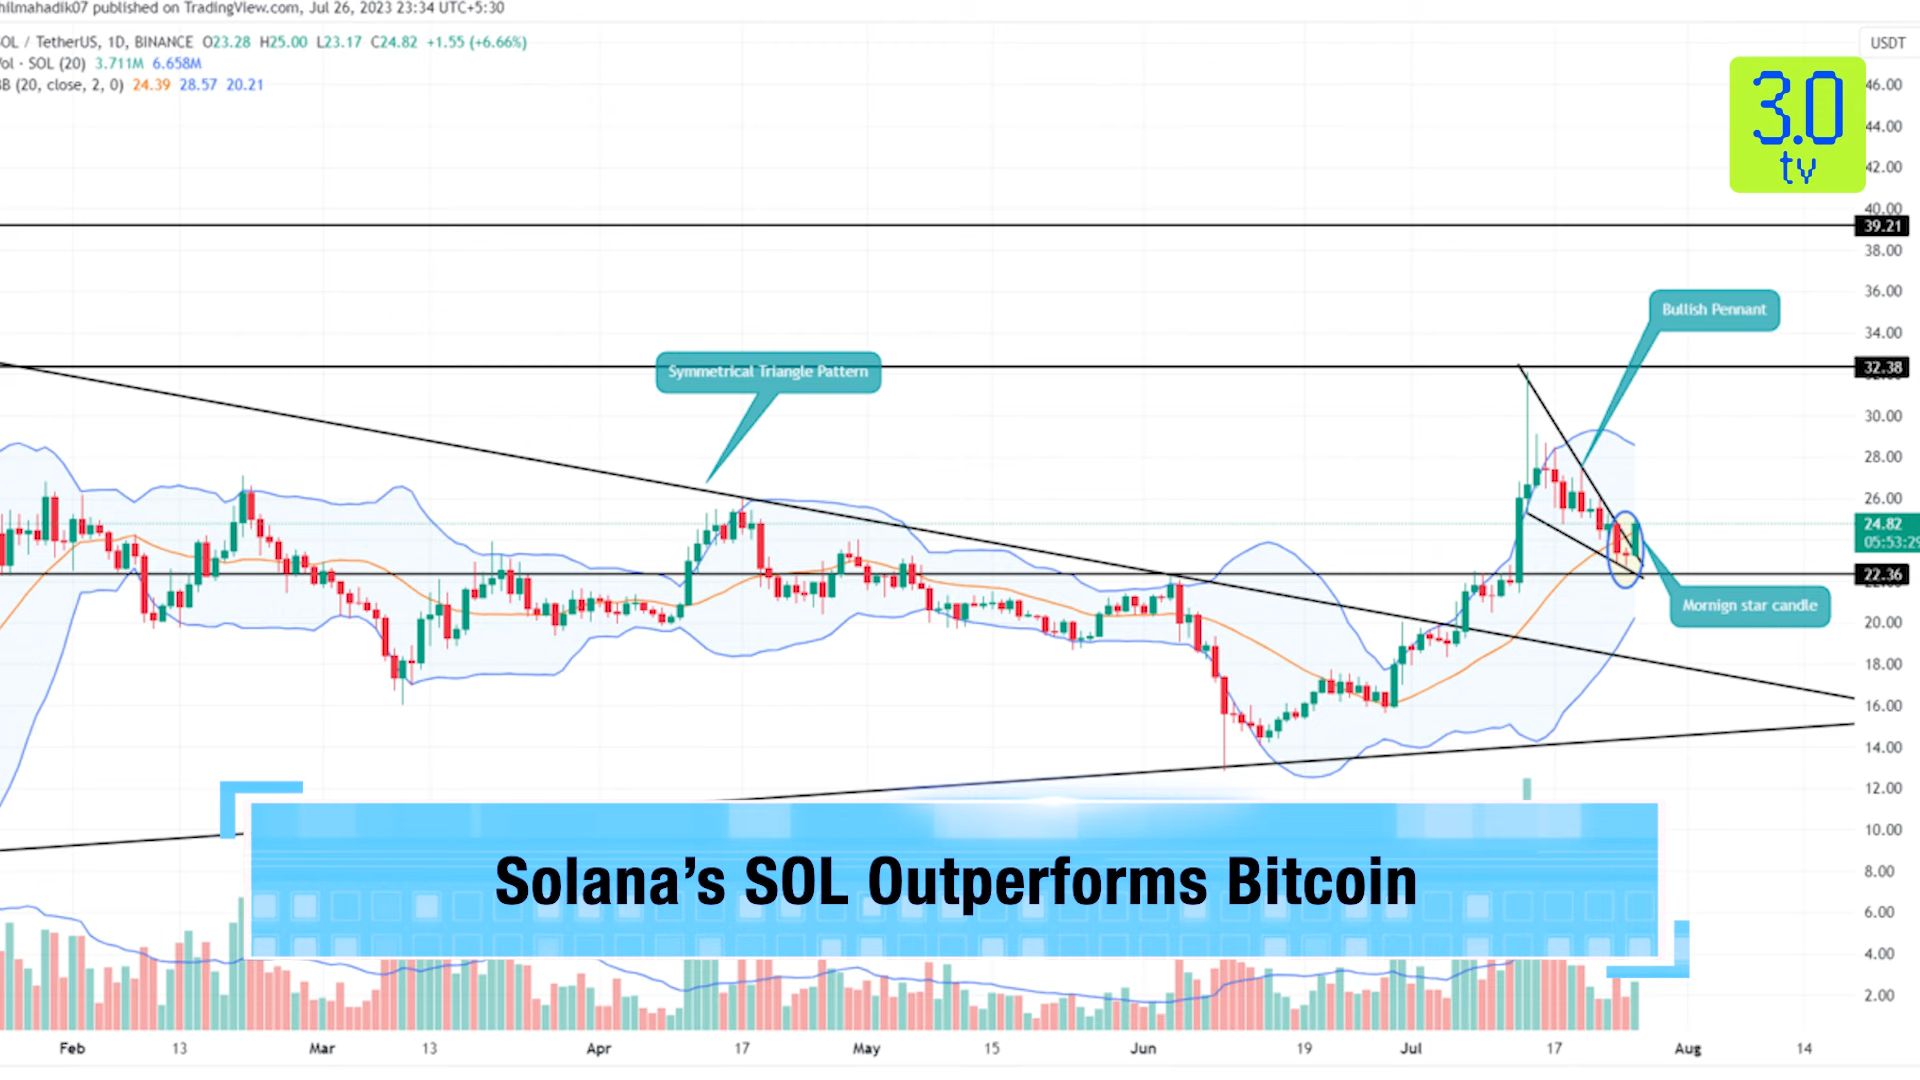 hilmahadik07 published on TradingView.com, Jul 26, 2023 23:34 UTC+5:30
OL / TetherUS, 1D, BINANCE O23.28 H25.00 L23.17 C24.82 +1.55 (+6.66%)
Vol · SOL (20) 3.711M 6.658M
BB (20, close, 2, 0) 24.39 28.57 20.21
USDT
3.0
tv
46.00
44.00
42.00
40.00
39.21
38.00
36.00
34.00
32.38
30.00
28.00
26.00
24.82
05:53:29
22.36
20.00
18.00
16.00
14.00
12.00
10.00
8.00
6.00
4.00
2.00
Bullish Pennant
Symmetrical Triangle Pattern
Mornign star candle
Solana’s SOL Outperforms Bitcoin
Feb 13 Mar 13 Apr 17 May 15 Jun 19 Jul 17 Aug 14